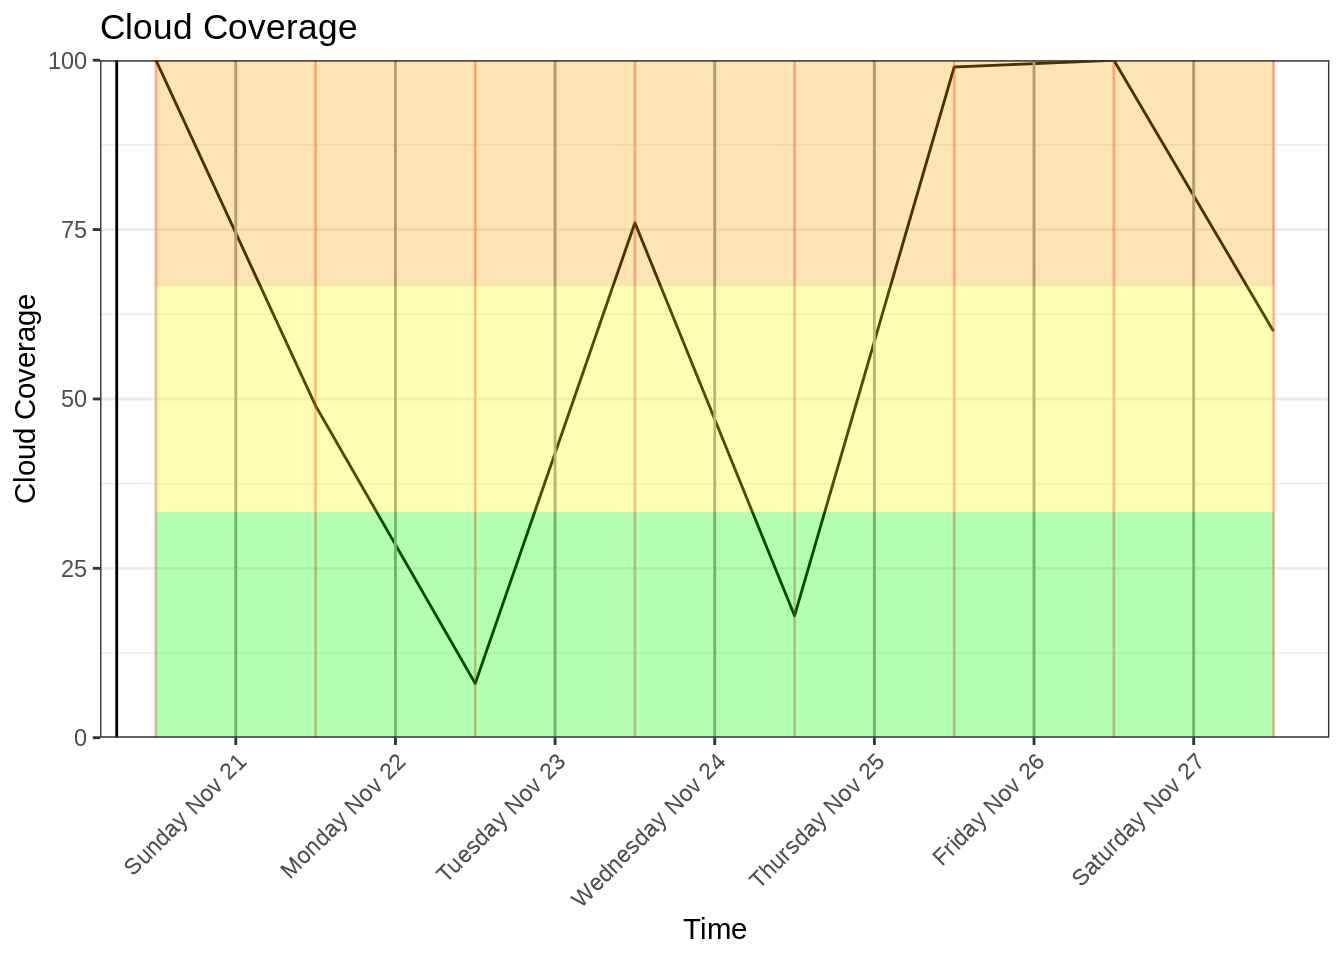 Cloud Coverage
100
75
50
25
0
Cloud Coverage
Sunday Nov 21
Monday Nov 22
Tuesday Nov 23
Wednesday Nov 24
Thursday Nov 25
Friday Nov 26
Saturday Nov 27
Time